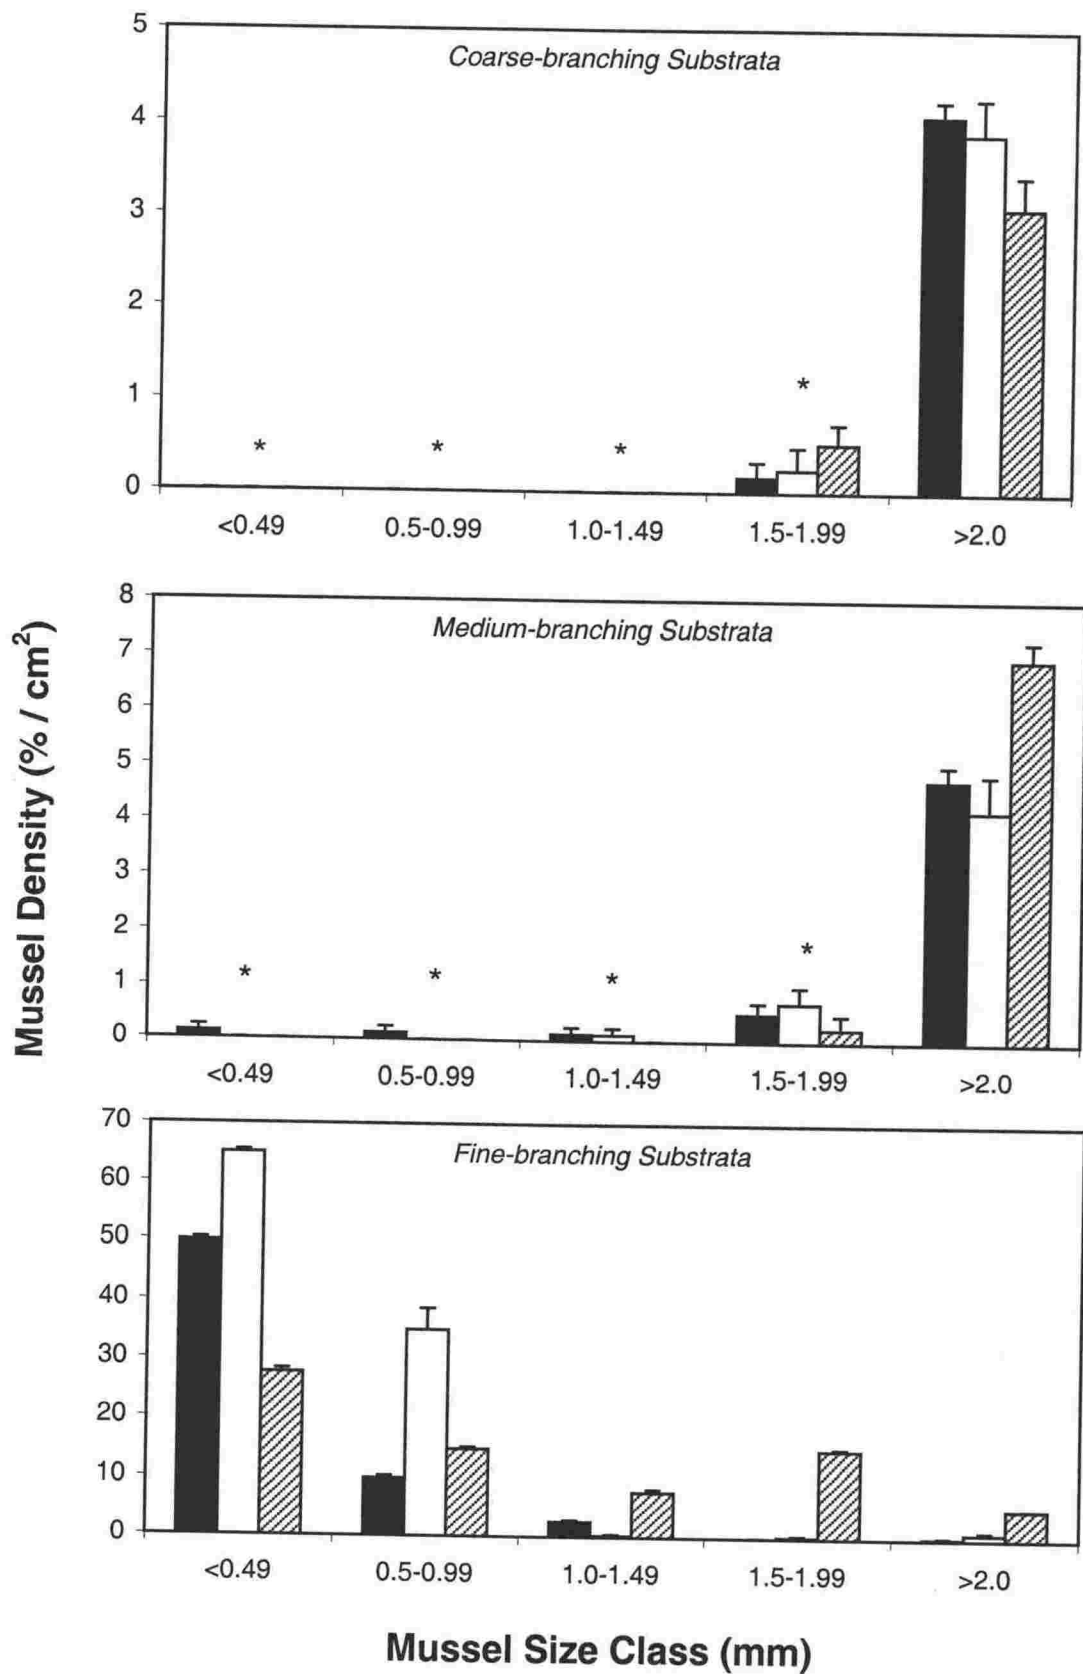 Mussel Density (% / cm²)
Coarse-branching Substrata
5
4
3
2
1
0
* * * *
<0.49 0.5-0.99 1.0-1.49 1.5-1.99 >2.0
Medium-branching Substrata
8
7
6
5
4
3
2
1
0
* * * *
<0.49 0.5-0.99 1.0-1.49 1.5-1.99 >2.0
Fine-branching Substrata
70
60
50
40
30
20
10
0
<0.49 0.5-0.99 1.0-1.49 1.5-1.99 >2.0
Mussel Size Class (mm)